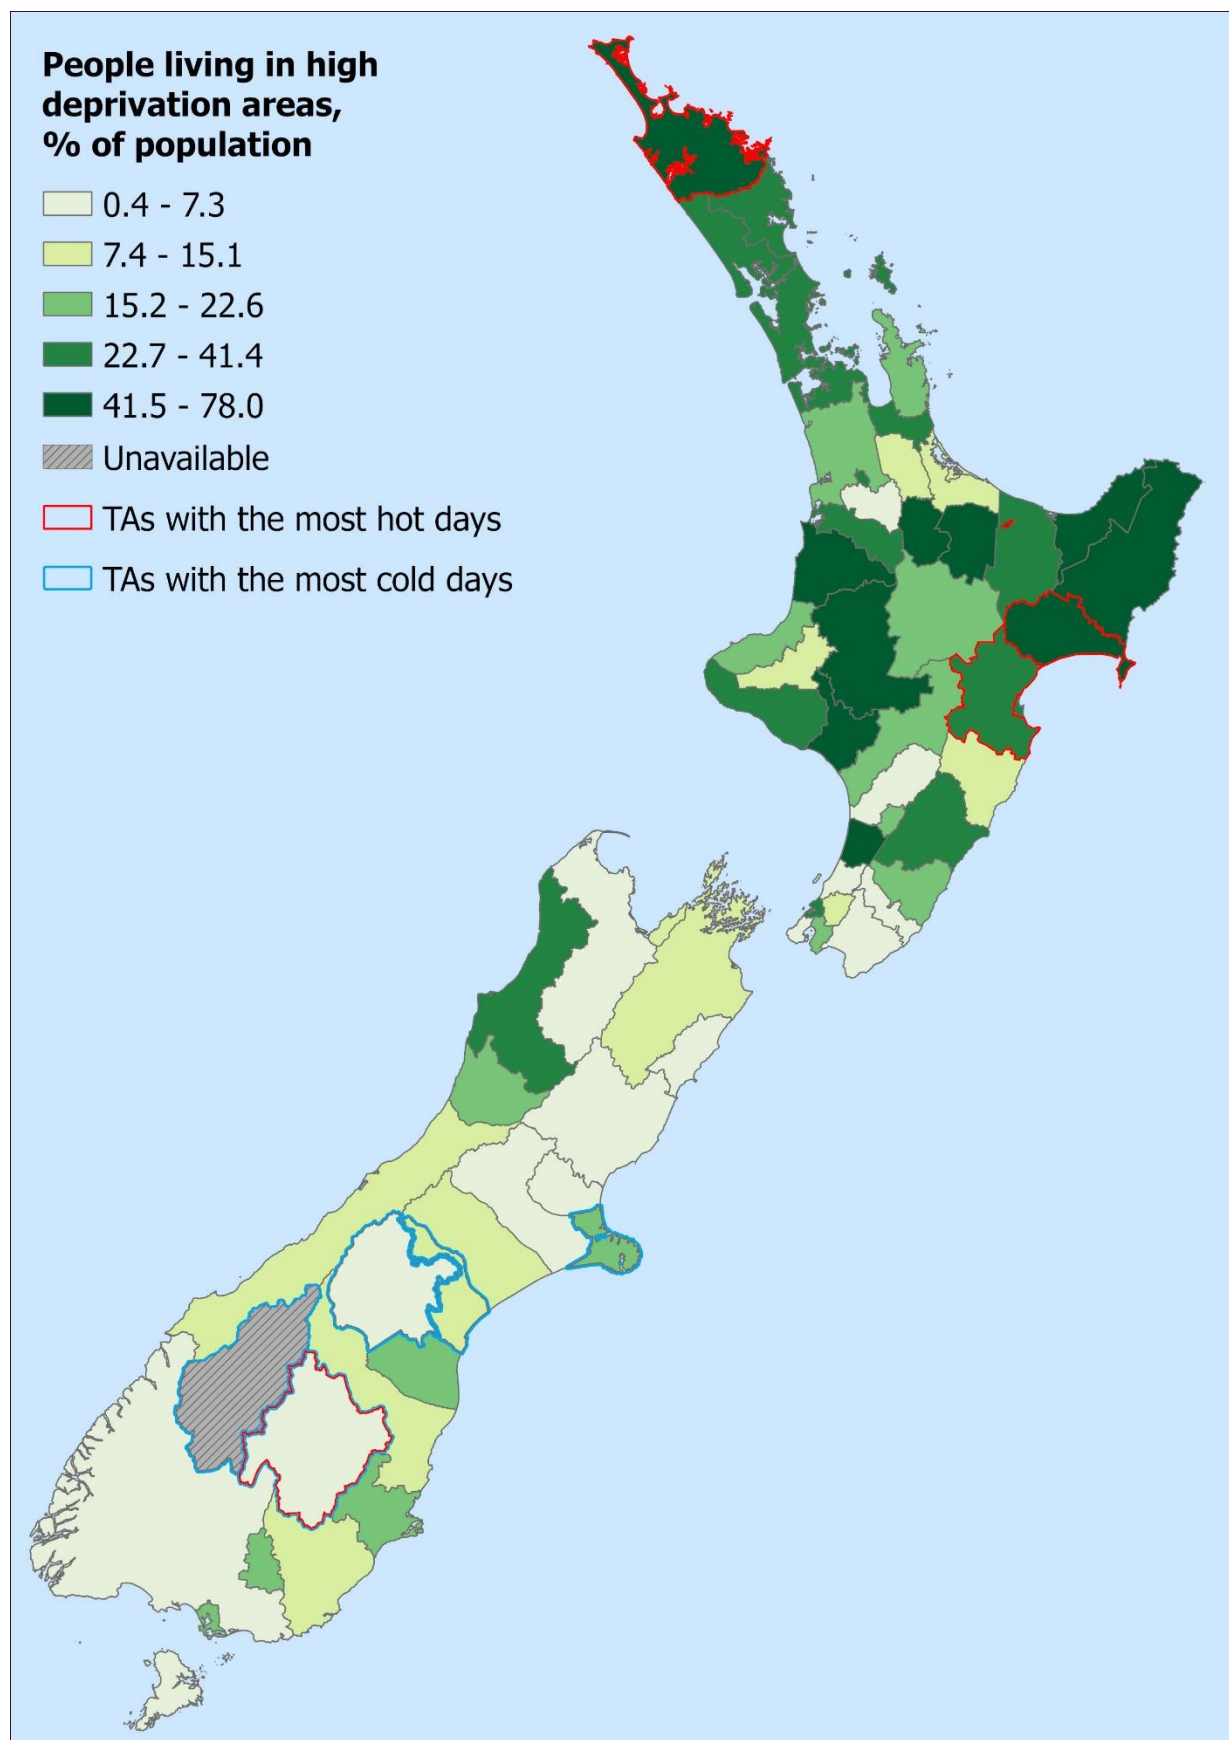 People living in high
deprivation areas,
% of population
0.4 - 7.3
7.4 - 15.1
15.2 - 22.6
22.7 - 41.4
41.5 - 78.0
Unavailable
TAs with the most hot days
TAs with the most cold days